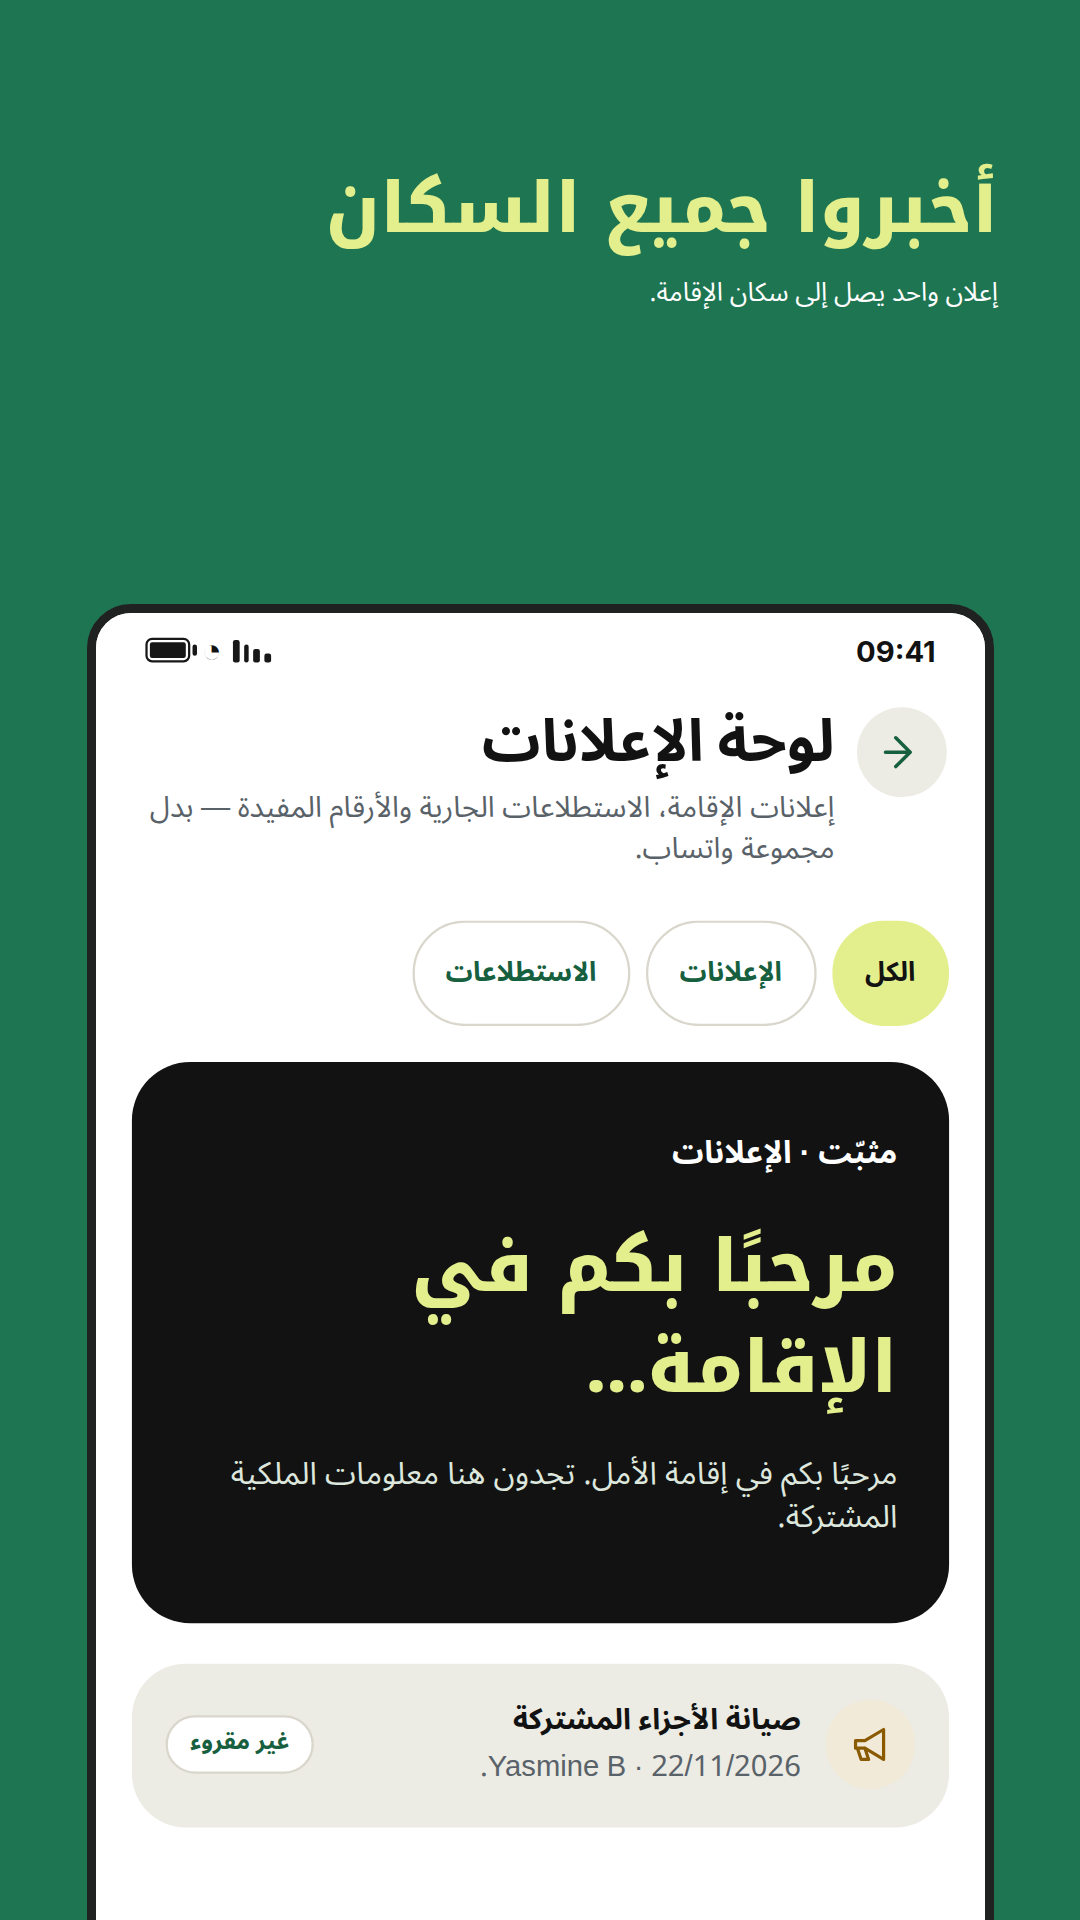 أخبروا جميع السكان
إعلان واحد يصل إلى سكان الإقامة.
09:41
لوحة الإعلانات
إعلانات الإقامة، الاستطلاعات الجارية والأرقام المفيدة — بدل
مجموعة واتساب.
الكل
الإعلانات
الاستطلاعات
مثبّت · الإعلانات
مرحبًا بكم في
الإقامة...
مرحبًا بكم في إقامة الأمل. تجدون هنا معلومات الملكية
المشتركة.
صيانة الأجزاء المشتركة
22/11/2026 · Yasmine B.
غير مقروء